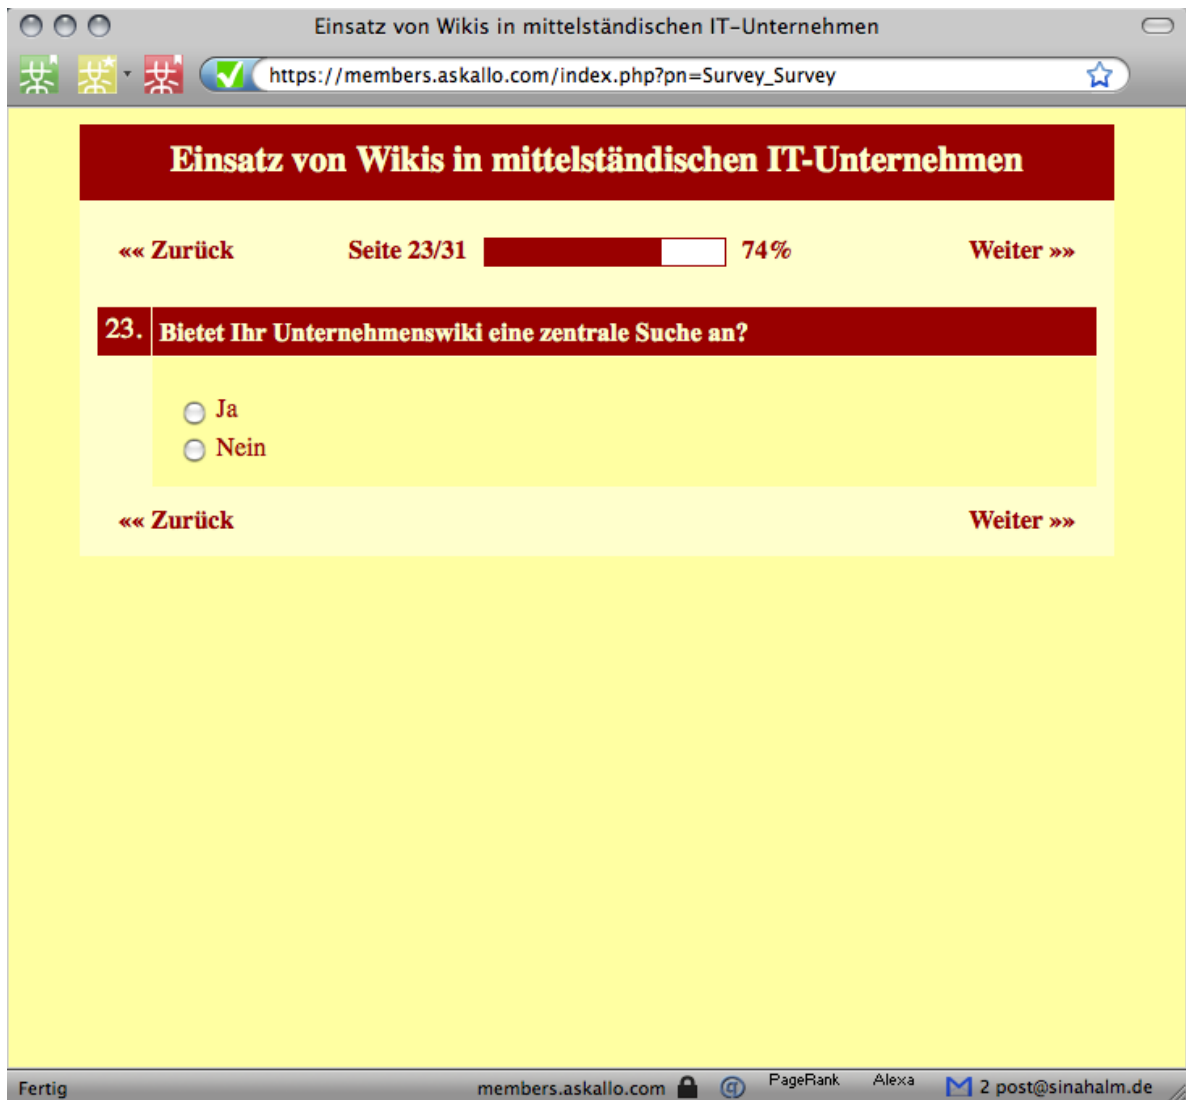 Einsatz von Wikis in mittelständischen IT-Unternehmen
https://members.askallo.com/index.php?pn=Survey_Survey
Einsatz von Wikis in mittelständischen IT-Unternehmen
«« Zurück Seite 23/31 74% Weiter »»
23. Bietet Ihr Unternehmenswiki eine zentrale Suche an?
Ja
Nein
«« Zurück Weiter »»
Fertig members.askallo.com @ PageRank Alexa 2 post@sinahalm.de